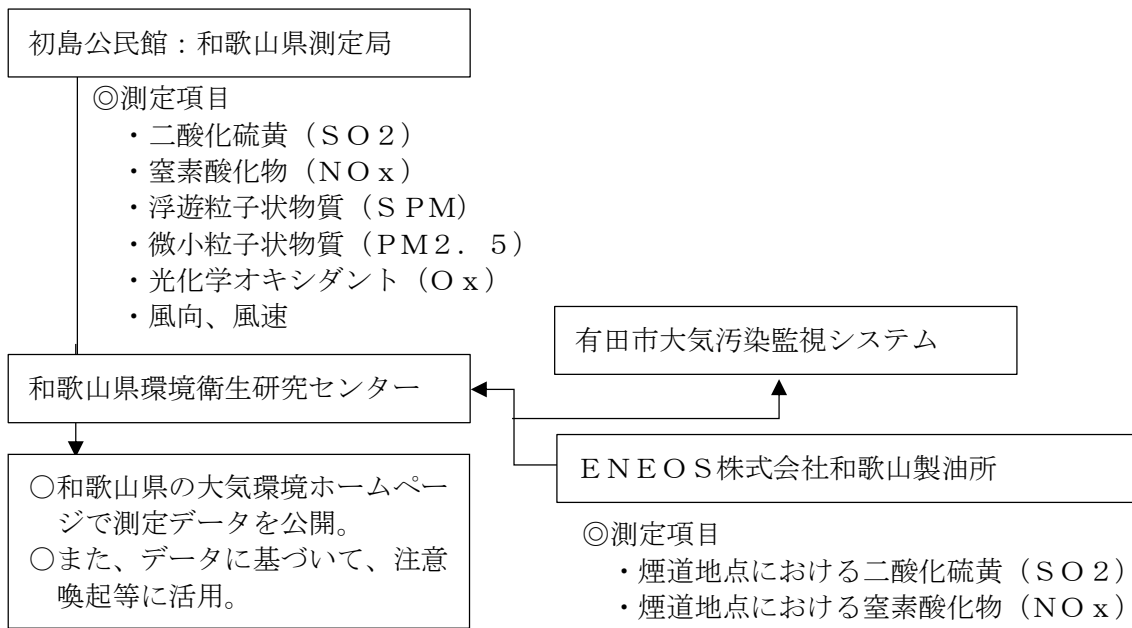 初島公民館：和歌山県測定局
◎測定項目
・二酸化硫黄（ＳＯ２）
・窒素酸化物（ＮＯｘ）
・浮遊粒子状物質（ＳＰＭ）
・微小粒子状物質（ＰＭ２．５）
・光化学オキシダント（Ｏｘ）
・風向、風速
有田市大気汚染監視システム
和歌山県環境衛生研究センター
ＥＮＥＯＳ株式会社和歌山製油所
○和歌山県の大気環境ホームペー
ジで測定データを公開。
○また、データに基づいて、注意
喚起等に活用。
◎測定項目
・煙道地点における二酸化硫黄（ＳＯ２）
・煙道地点における窒素酸化物（ＮＯｘ）